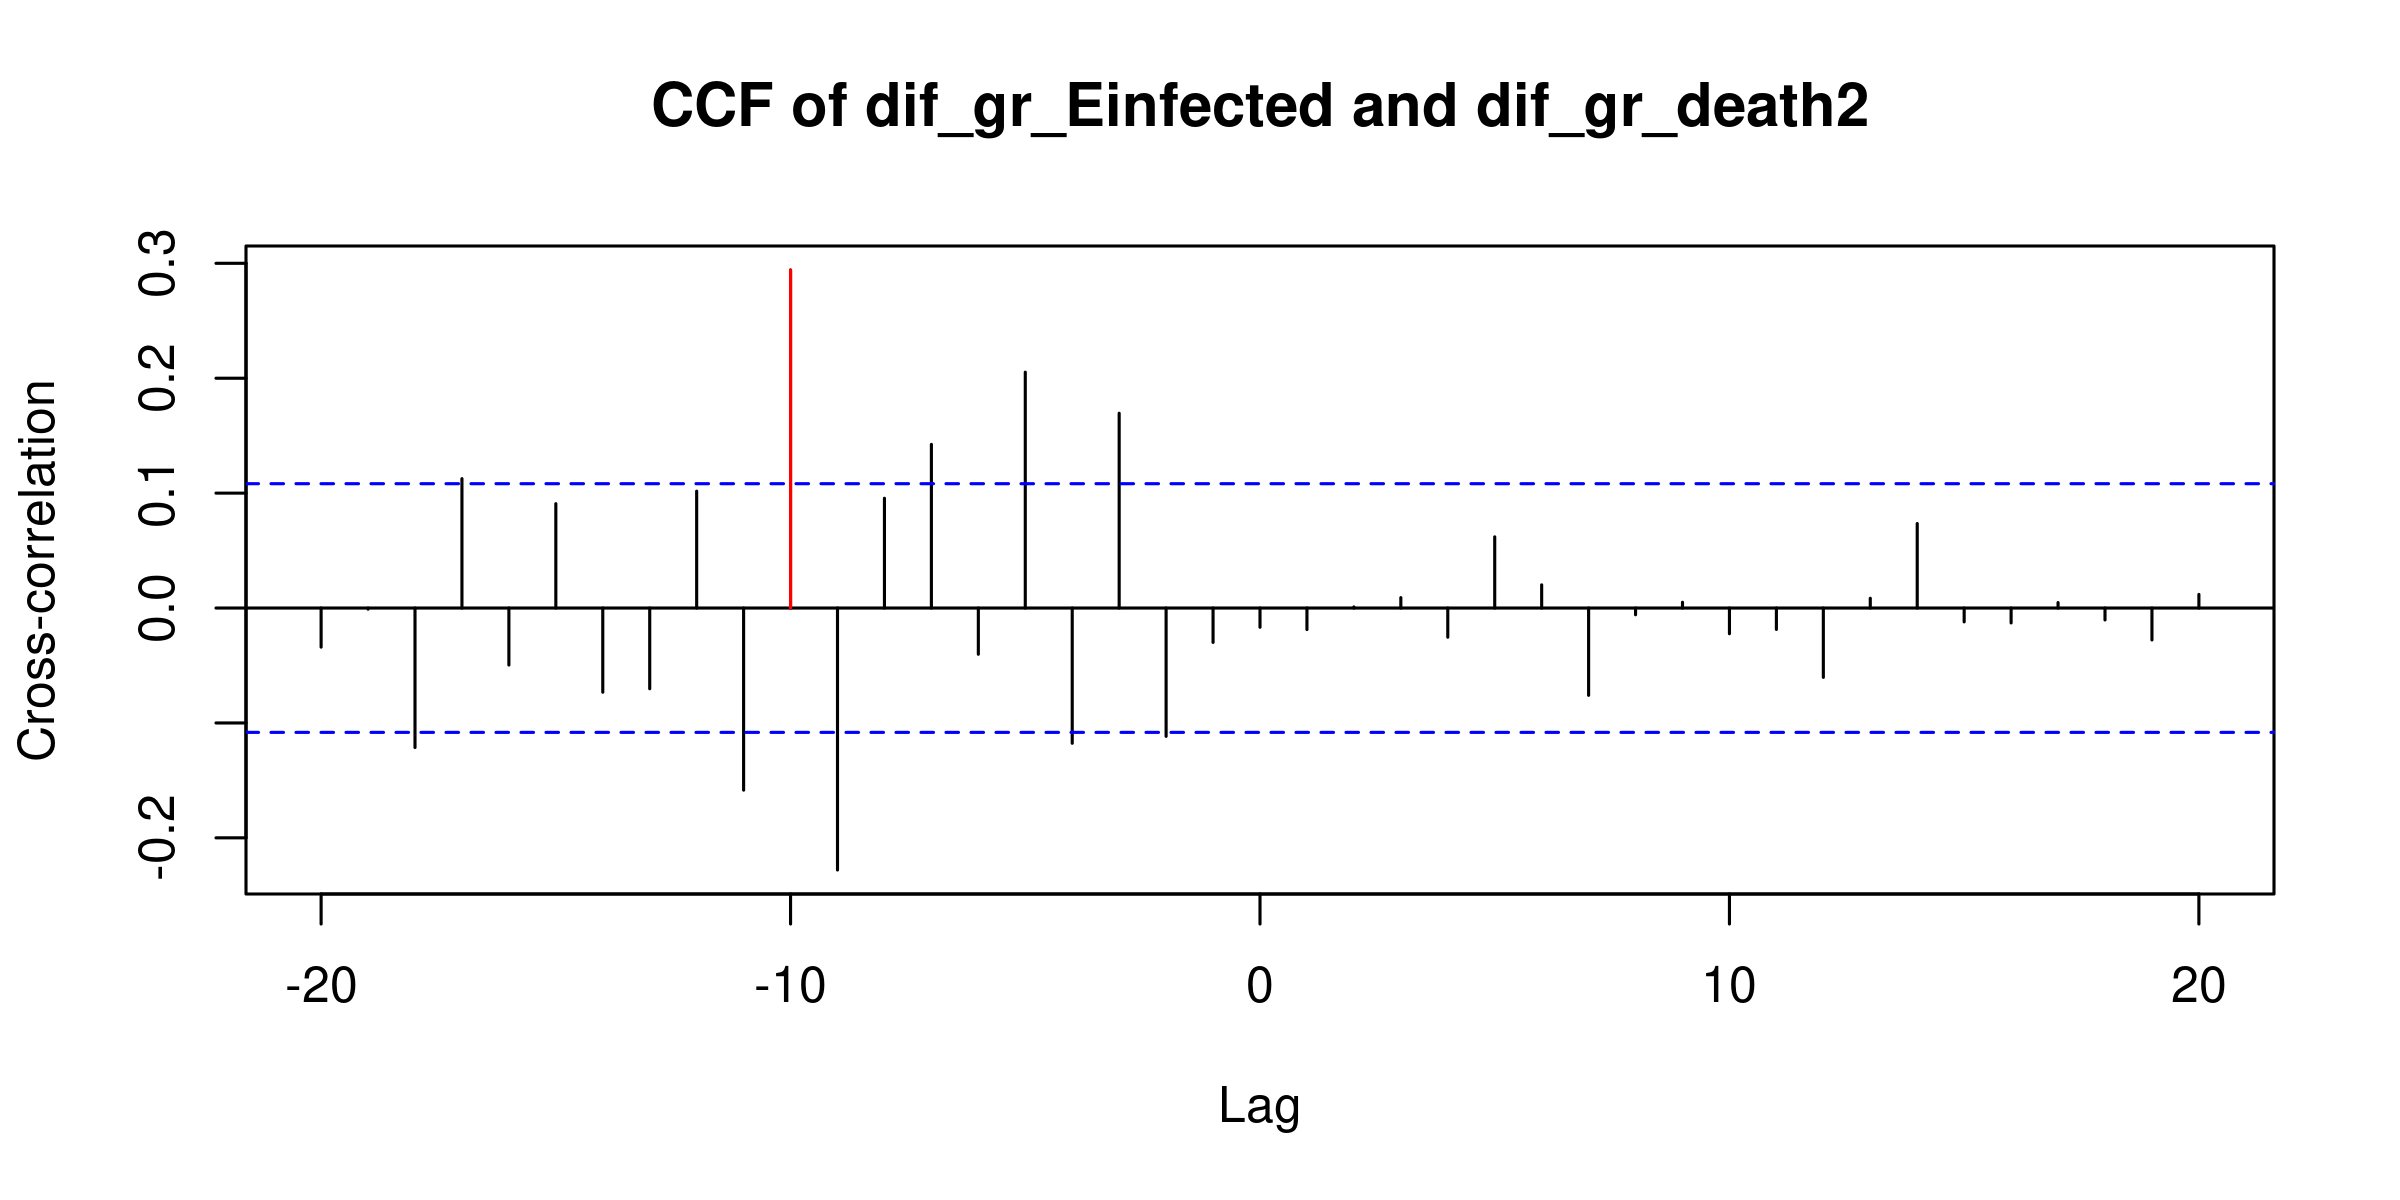 CCF of dif_gr_Einfected and dif_gr_death2
Cross-correlation
0.3
0.2
0.1
0.0
-0.2
-20 -10 0 10 20
Lag